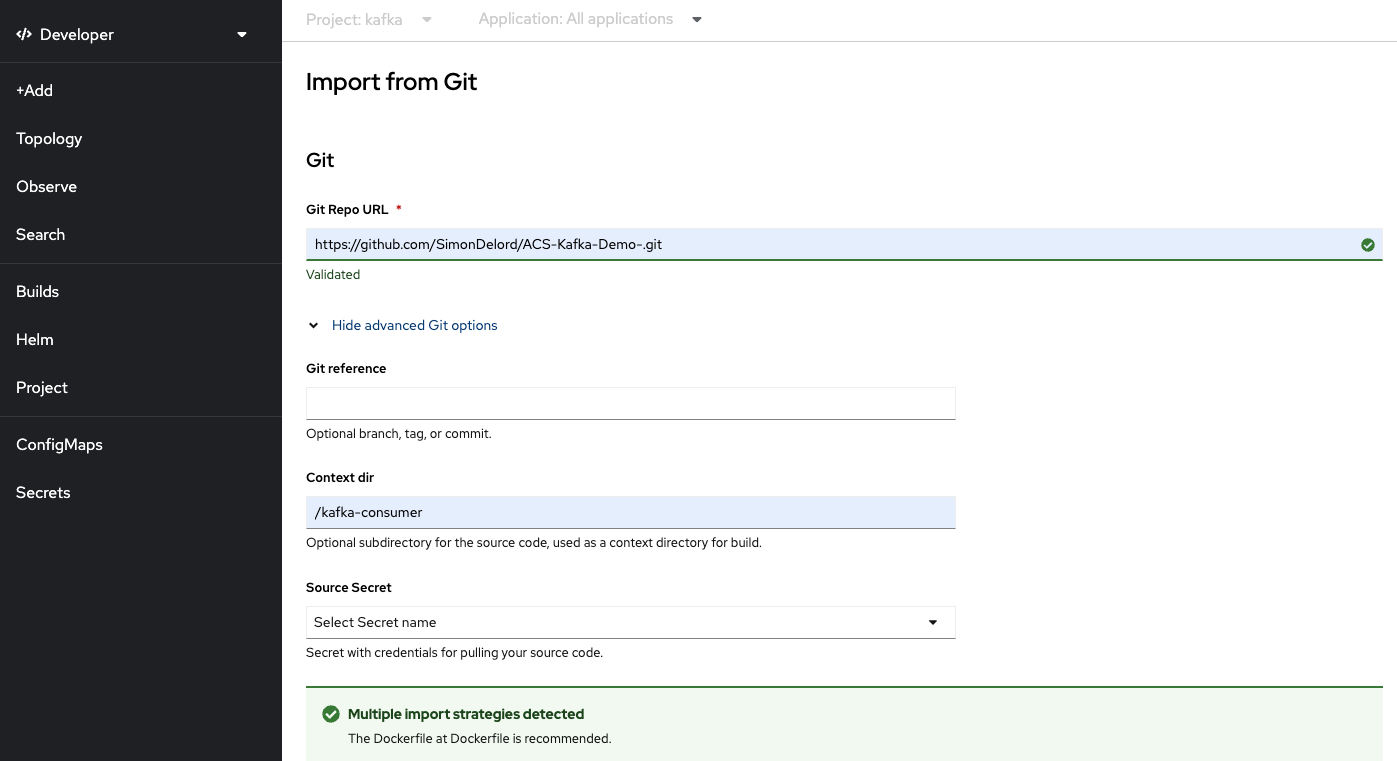 Developer
+Add
Topology
Observe
Search
Builds
Helm
Project
ConfigMaps
Secrets
Project: kafka
Application: All applications
Import from Git
Git
Git Repo URL *
https://github.com/SimonDelord/ACS-Kafka-Demo-.git
Validated
Hide advanced Git options
Git reference
Optional branch, tag, or commit.
Context dir
/kafka-consumer
Optional subdirectory for the source code, used as a context directory for build.
Source Secret
Select Secret name
Secret with credentials for pulling your source code.
Multiple import strategies detected
The Dockerfile at Dockerfile is recommended.